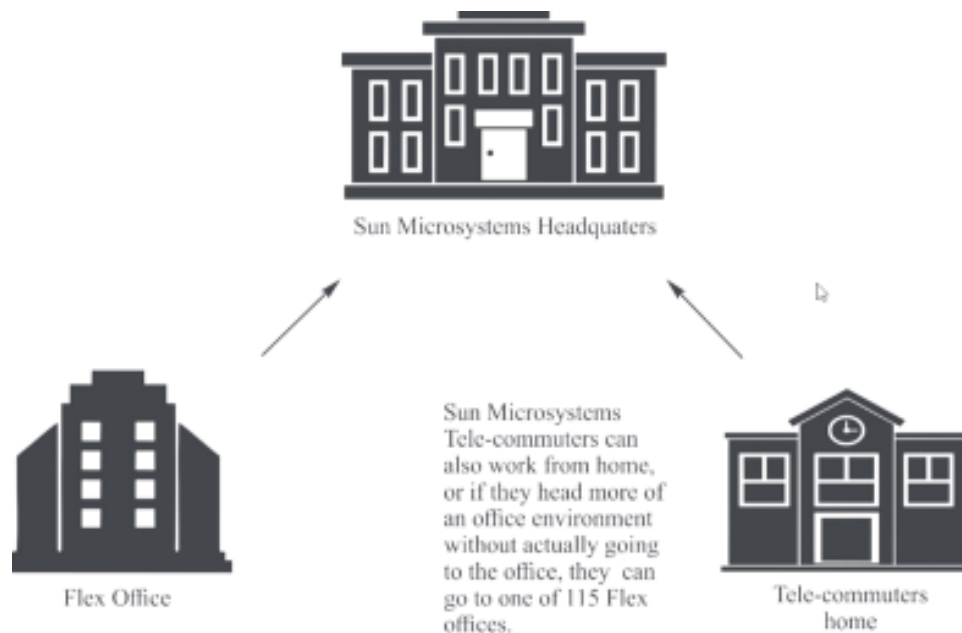 Sun Microsystems Headquaters
Sun Microsystems
Tele-commuters can
also work from home,
or if they head more of
an office environment
without actually going
to the office, they can
go to one of 115 Flex
offices.
Flex Office
Tele-commuters
home